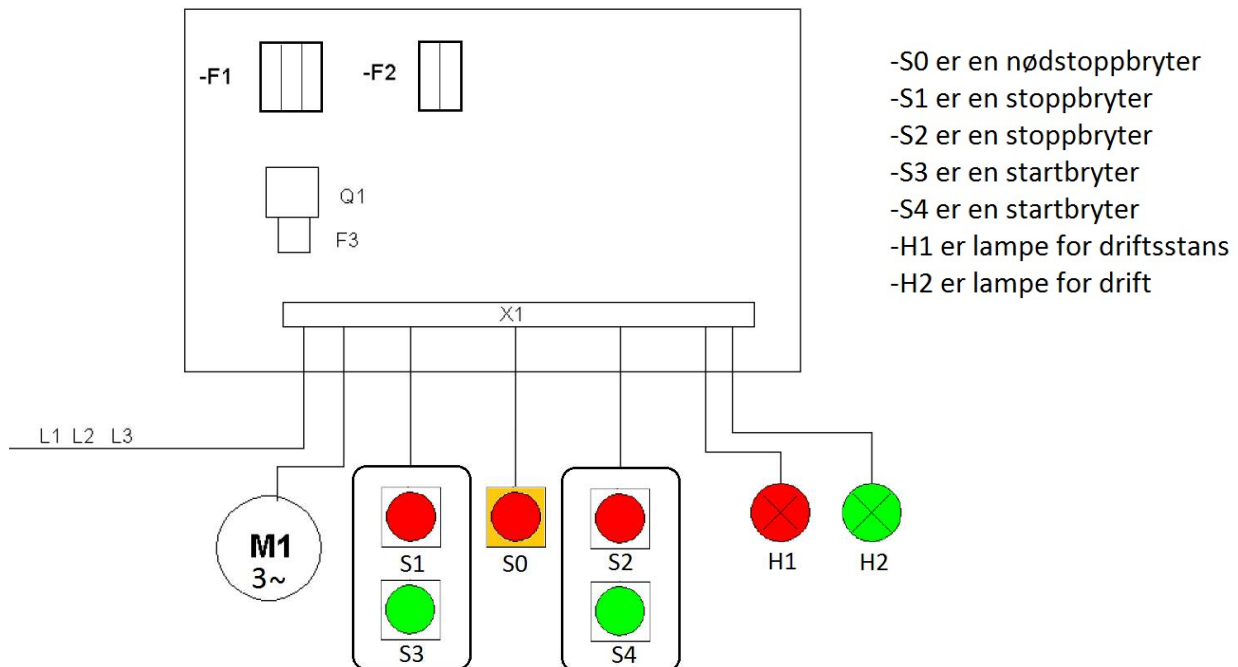 -F1
-F2
Q1
F3
X1
L1 L2 L3
M1
3~
S1
S3
S0
S2
S4
H1
H2
-S0 er en nødstoppbryter
-S1 er en stoppbryter
-S2 er en stoppbryter
-S3 er en startbryter
-S4 er en startbryter
-H1 er lampe for driftsstans
-H2 er lampe for drift